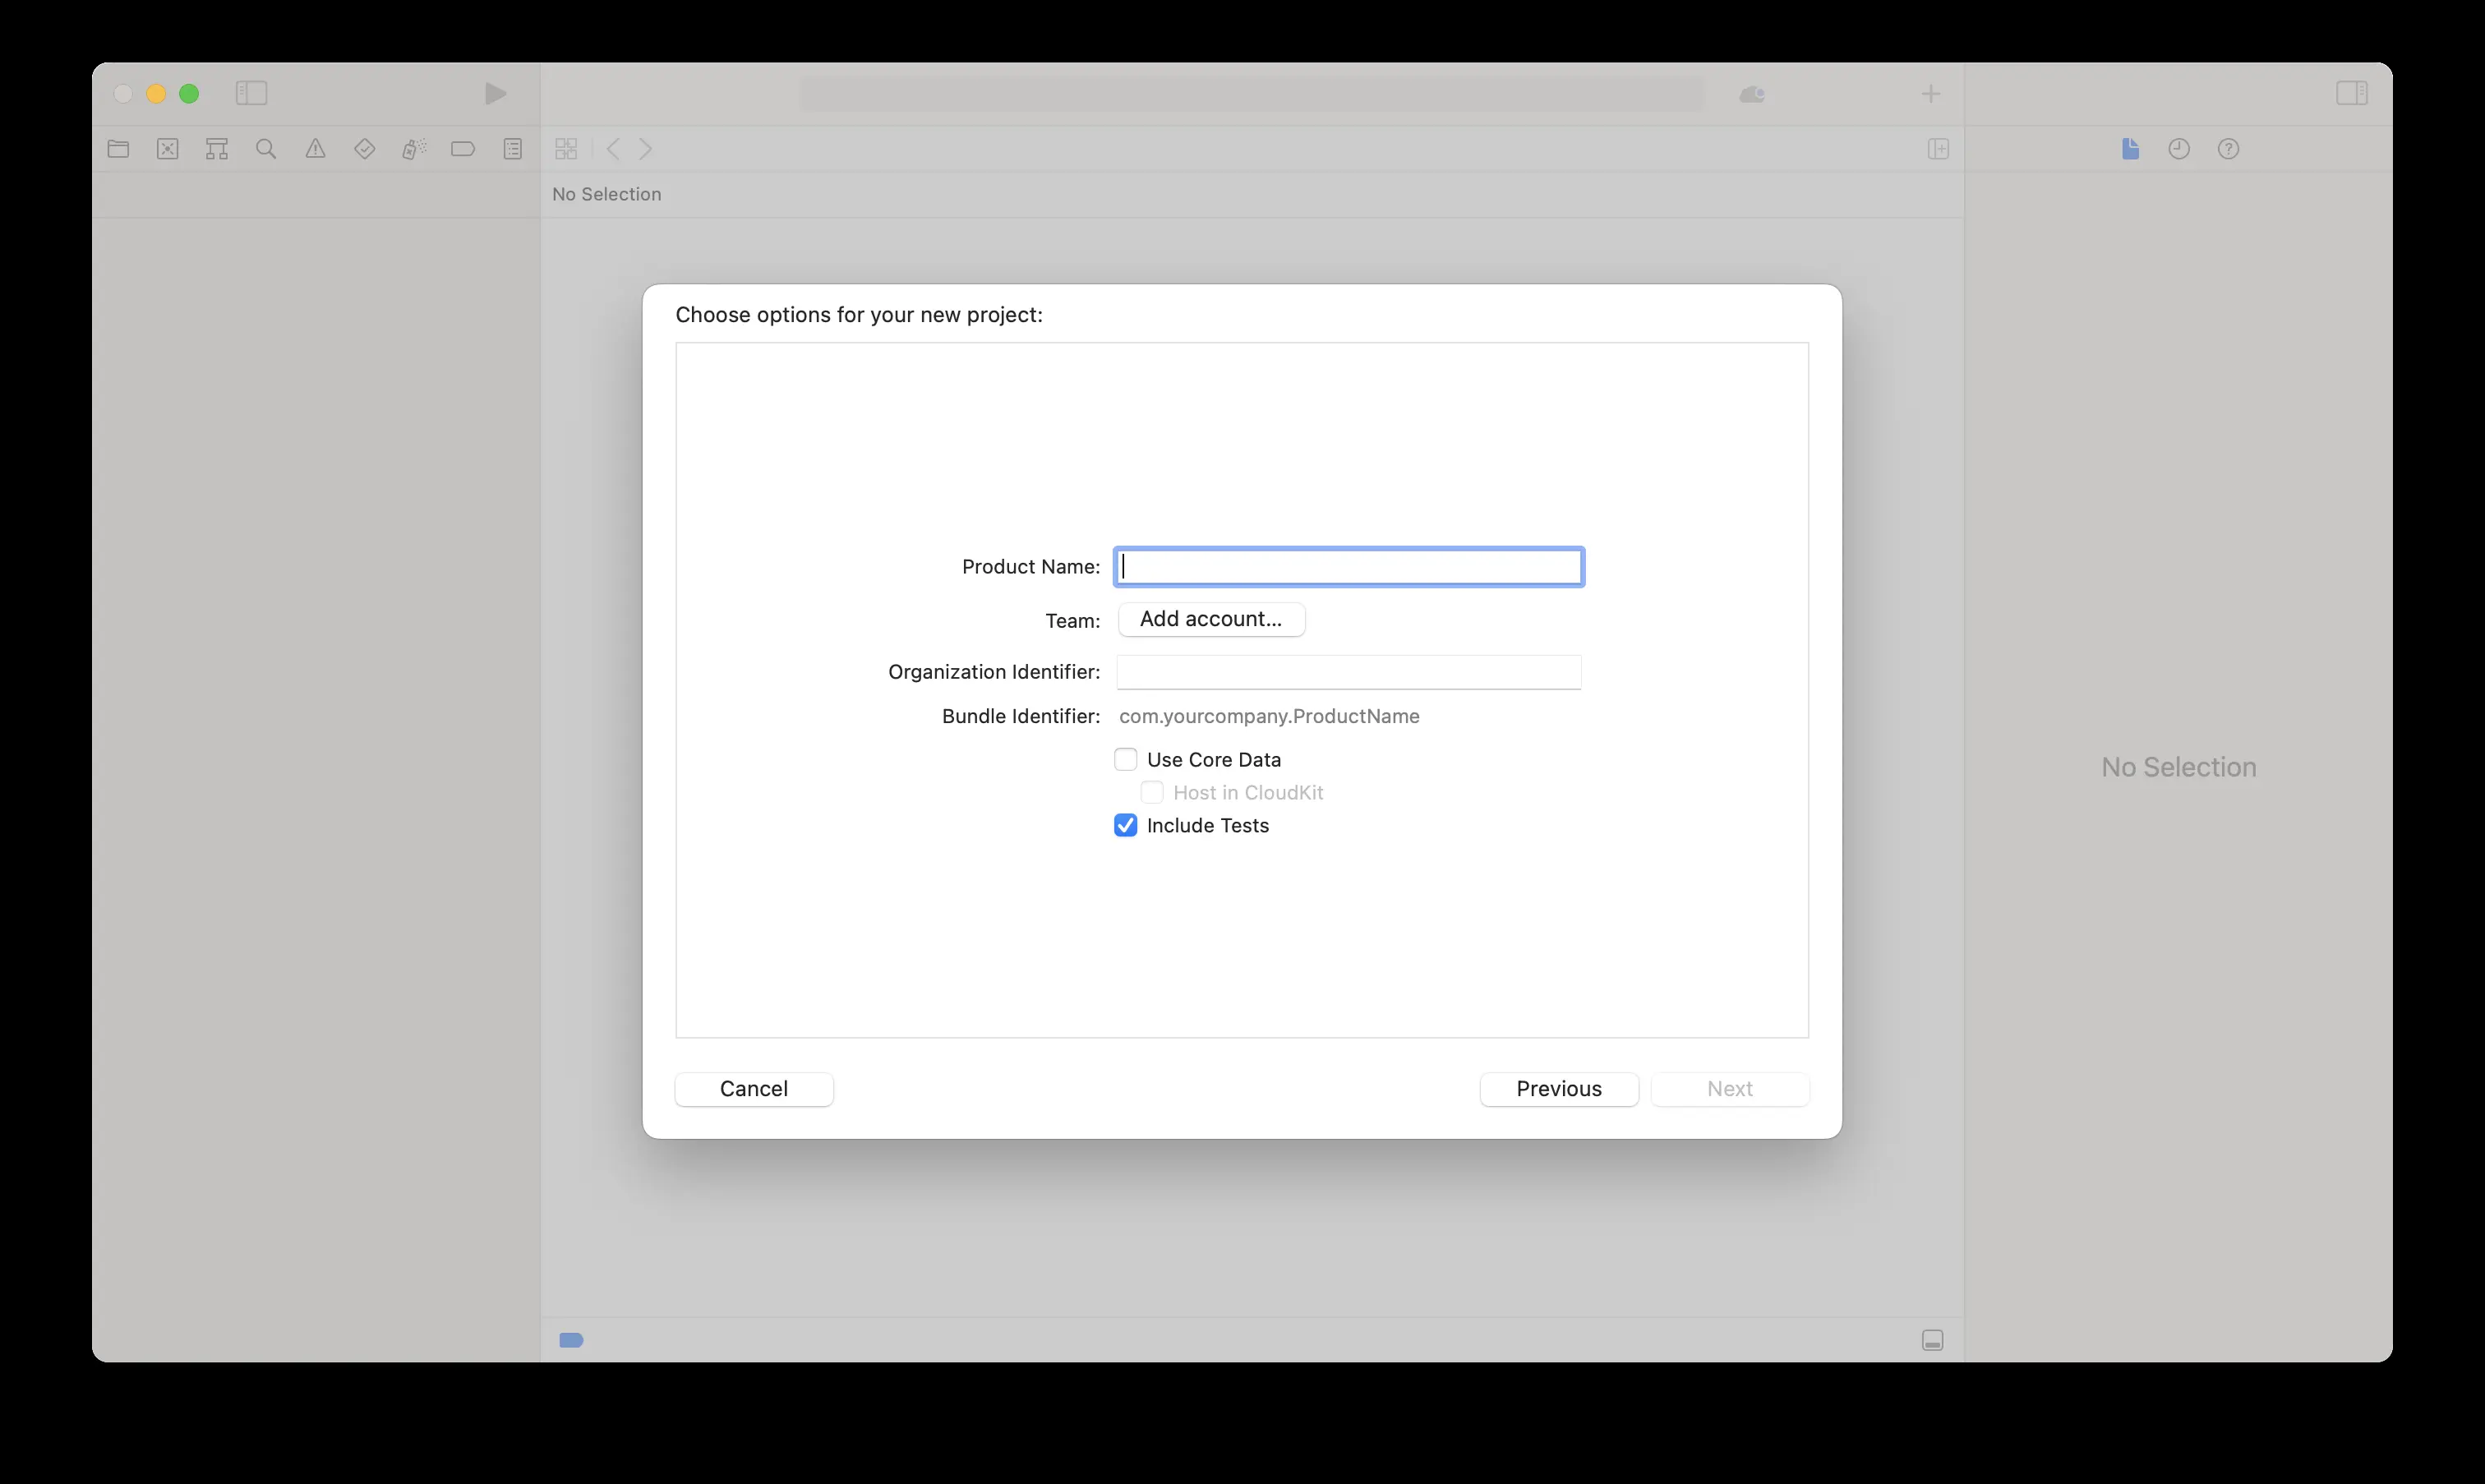 No Selection
Choose options for your new project:
Product Name:
Team: Add account...
Organization Identifier:
Bundle Identifier: com.yourcompany.ProductName
Use Core Data
Host in CloudKit
Include Tests
No Selection
Cancel Previous Next